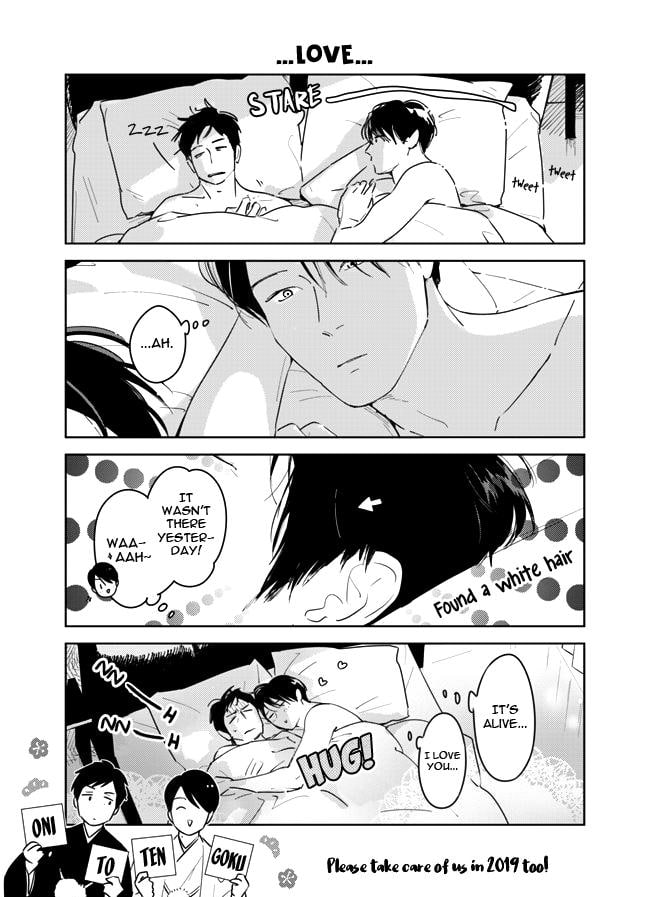 ...LOVE...
ZZZ
STARE
tweet
tweet
...AH.
IT
WASN'T
THERE
YESTER-
DAY!
WAA-
AAH~
Found a white hair
NN
H
NN
H
IT'S
ALIVE...
I LOVE
YOU...
HUG!
ONI
TO
TEN
GOKU
Please take care of us in 2019 too!